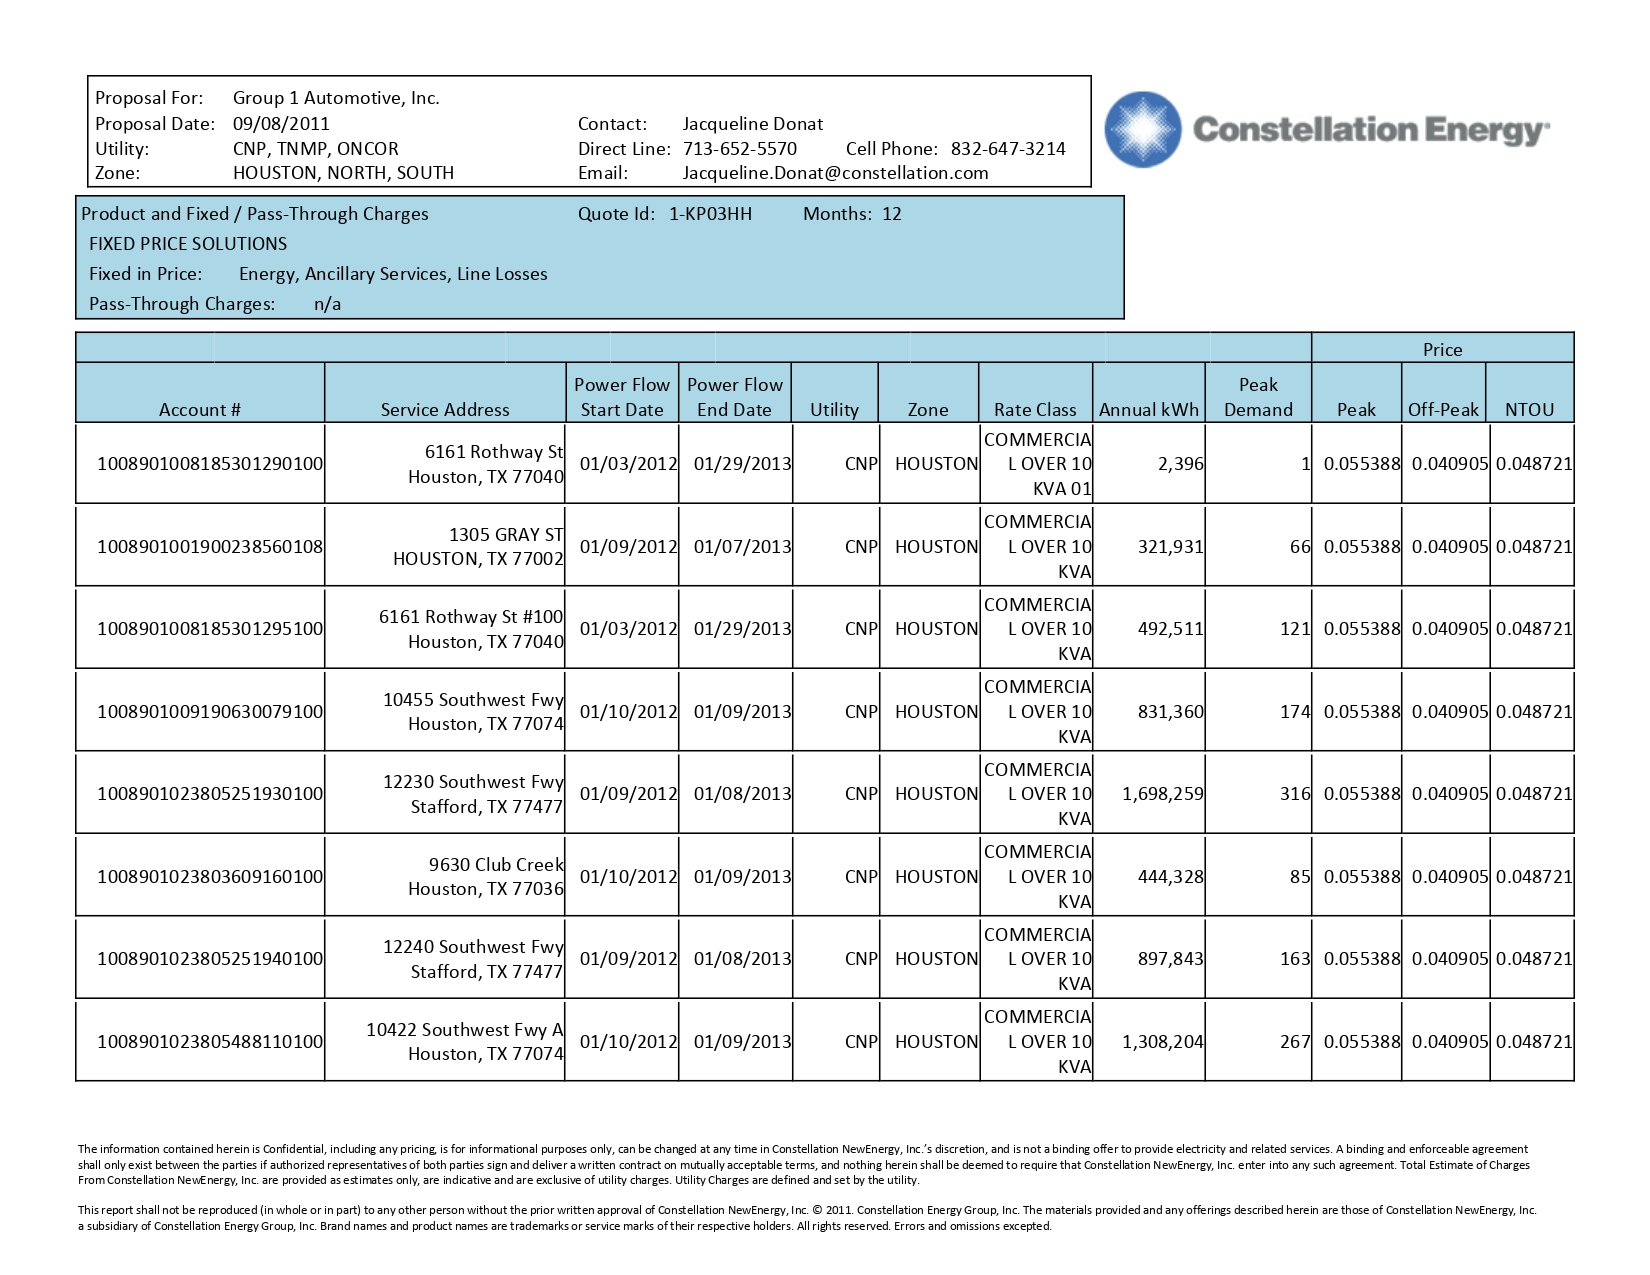 Proposal For: Group 1 Automotive, Inc.
Proposal Date: 09/08/2011 Contact: Jacqueline Donat
Utility: CNP, TNMP, ONCOR Direct Line: 713-652-5570 Cell Phone: 832-647-3214
Zone: HOUSTON, NORTH, SOUTH Email: Jacqueline.Donat@constellation.com
Constellation Energy®
Product and Fixed / Pass-Through Charges Quote Id: 1-KP03HH Months: 12
FIXED PRICE SOLUTIONS
Fixed in Price: Energy, Ancillary Services, Line Losses
Pass-Through Charges: n/a
Price
Account # Service Address Power Flow Start Date Power Flow End Date Utility Zone Rate Class Annual kWh Peak Demand Peak Off-Peak NTOU
1008901008185301290100 6161 Rothway St Houston, TX 77040 01/03/2012 01/29/2013 CNP HOUSTON COMMERCIA L OVER 10 KVA 01 2,396 1 0.055388 0.040905 0.048721
1008901001900238560108 1305 GRAY ST HOUSTON, TX 77002 01/09/2012 01/07/2013 CNP HOUSTON COMMERCIA L OVER 10 KVA 321,931 66 0.055388 0.040905 0.048721
1008901008185301295100 6161 Rothway St #100 Houston, TX 77040 01/03/2012 01/29/2013 CNP HOUSTON COMMERCIA L OVER 10 KVA 492,511 121 0.055388 0.040905 0.048721
1008901009190630079100 10455 Southwest Fwy Houston, TX 77074 01/10/2012 01/09/2013 CNP HOUSTON COMMERCIA L OVER 10 KVA 831,360 174 0.055388 0.040905 0.048721
1008901023805251930100 12230 Southwest Fwy Stafford, TX 77477 01/09/2012 01/08/2013 CNP HOUSTON COMMERCIA L OVER 10 KVA 1,698,259 316 0.055388 0.040905 0.048721
1008901023803609160100 9630 Club Creek Houston, TX 77036 01/10/2012 01/09/2013 CNP HOUSTON COMMERCIA L OVER 10 KVA 444,328 85 0.055388 0.040905 0.048721
1008901023805251940100 12240 Southwest Fwy Stafford, TX 77477 01/09/2012 01/08/2013 CNP HOUSTON COMMERCIA L OVER 10 KVA 897,843 163 0.055388 0.040905 0.048721
1008901023805488110100 10422 Southwest Fwy A Houston, TX 77074 01/10/2012 01/09/2013 CNP HOUSTON COMMERCIA L OVER 10 KVA 1,308,204 267 0.055388 0.040905 0.048721
The information contained herein is Confidential, including any pricing, is for informational purposes only, can be changed at any time in Constellation NewEnergy, Inc.’s discretion, and is not a binding offer to provide electricity and related services. A binding and enforceable agreement
shall only exist between the parties if authorized representatives of both parties sign and deliver a written contract on mutually acceptable terms, and nothing herein shall be deemed to require that Constellation NewEnergy, Inc. enter into any such agreement. Total Estimate of Charges
From Constellation NewEnergy, Inc. are provided as estimates only, are indicative and are exclusive of utility charges. Utility Charges are defined and set by the utility.
This report shall not be reproduced (in whole or in part) to any other person without the prior written approval of Constellation NewEnergy, Inc. © 2011. Constellation Energy Group, Inc. The materials provided and any offerings described herein are those of Constellation NewEnergy, Inc.
a subsidiary of Constellation Energy Group, Inc. Brand names and product names are trademarks or service marks of their respective holders. All rights reserved. Errors and omissions excepted.